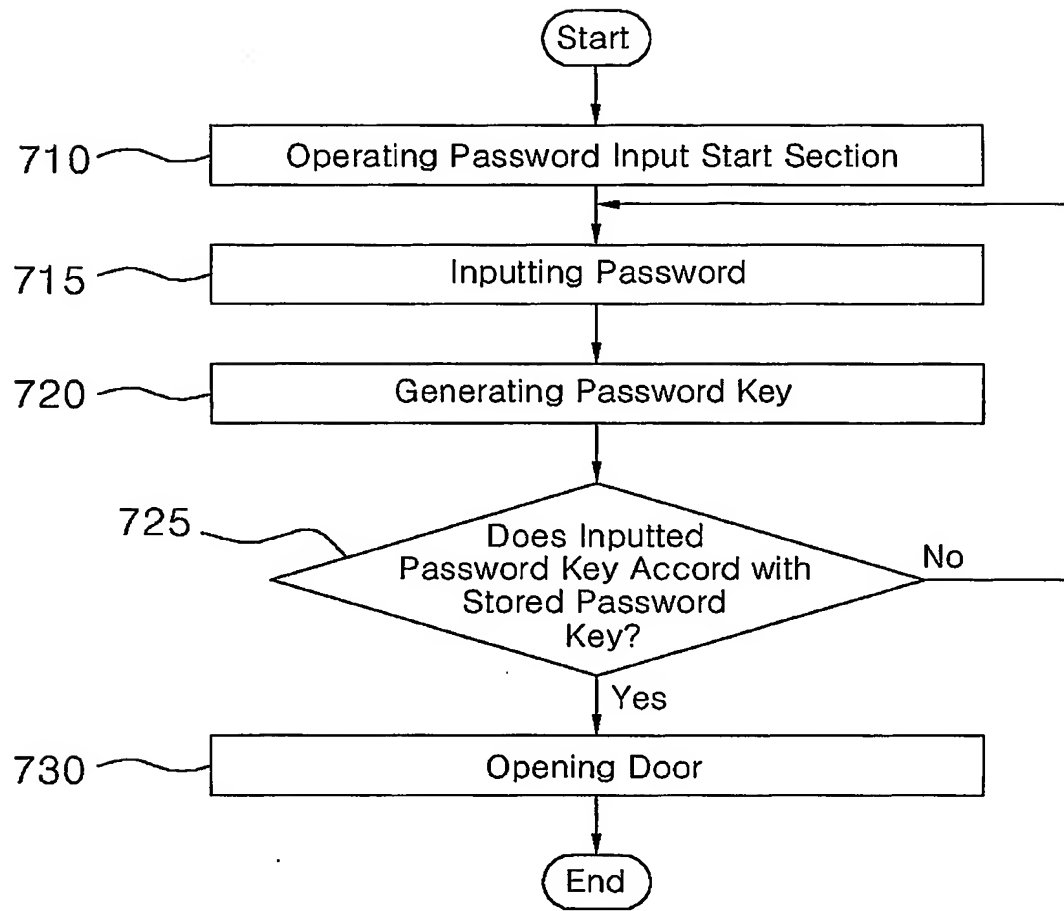 Start
710
Operating Password Input Start Section
715
Inputting Password
720
Generating Password Key
725
Does Inputted
Password Key Accord with
Stored Password
Key?
No
Yes
730
Opening Door
End